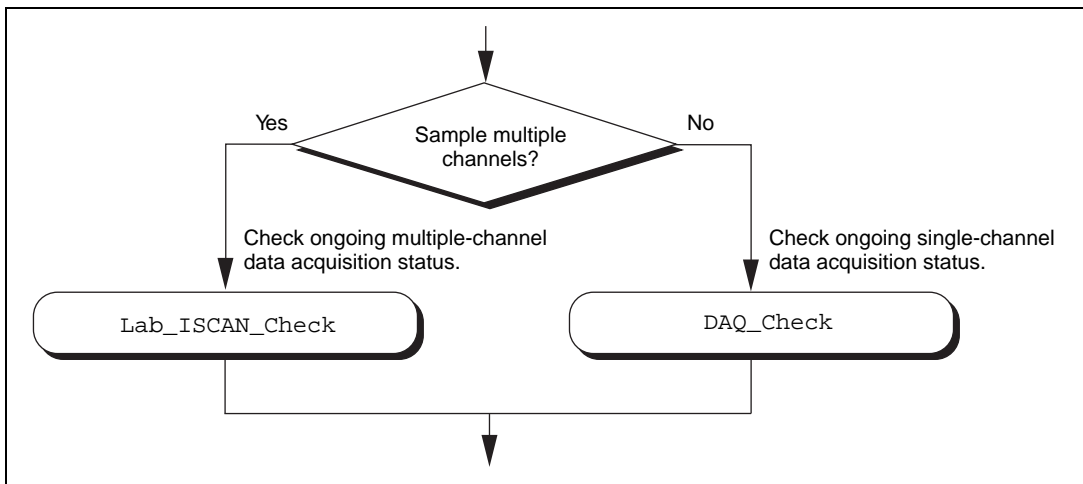 Sample multiple
channels?
Yes
No
Check ongoing multiple-channel
data acquisition status.
Lab_ISCAN_Check
Check ongoing single-channel
data acquisition status.
DAQ_Check